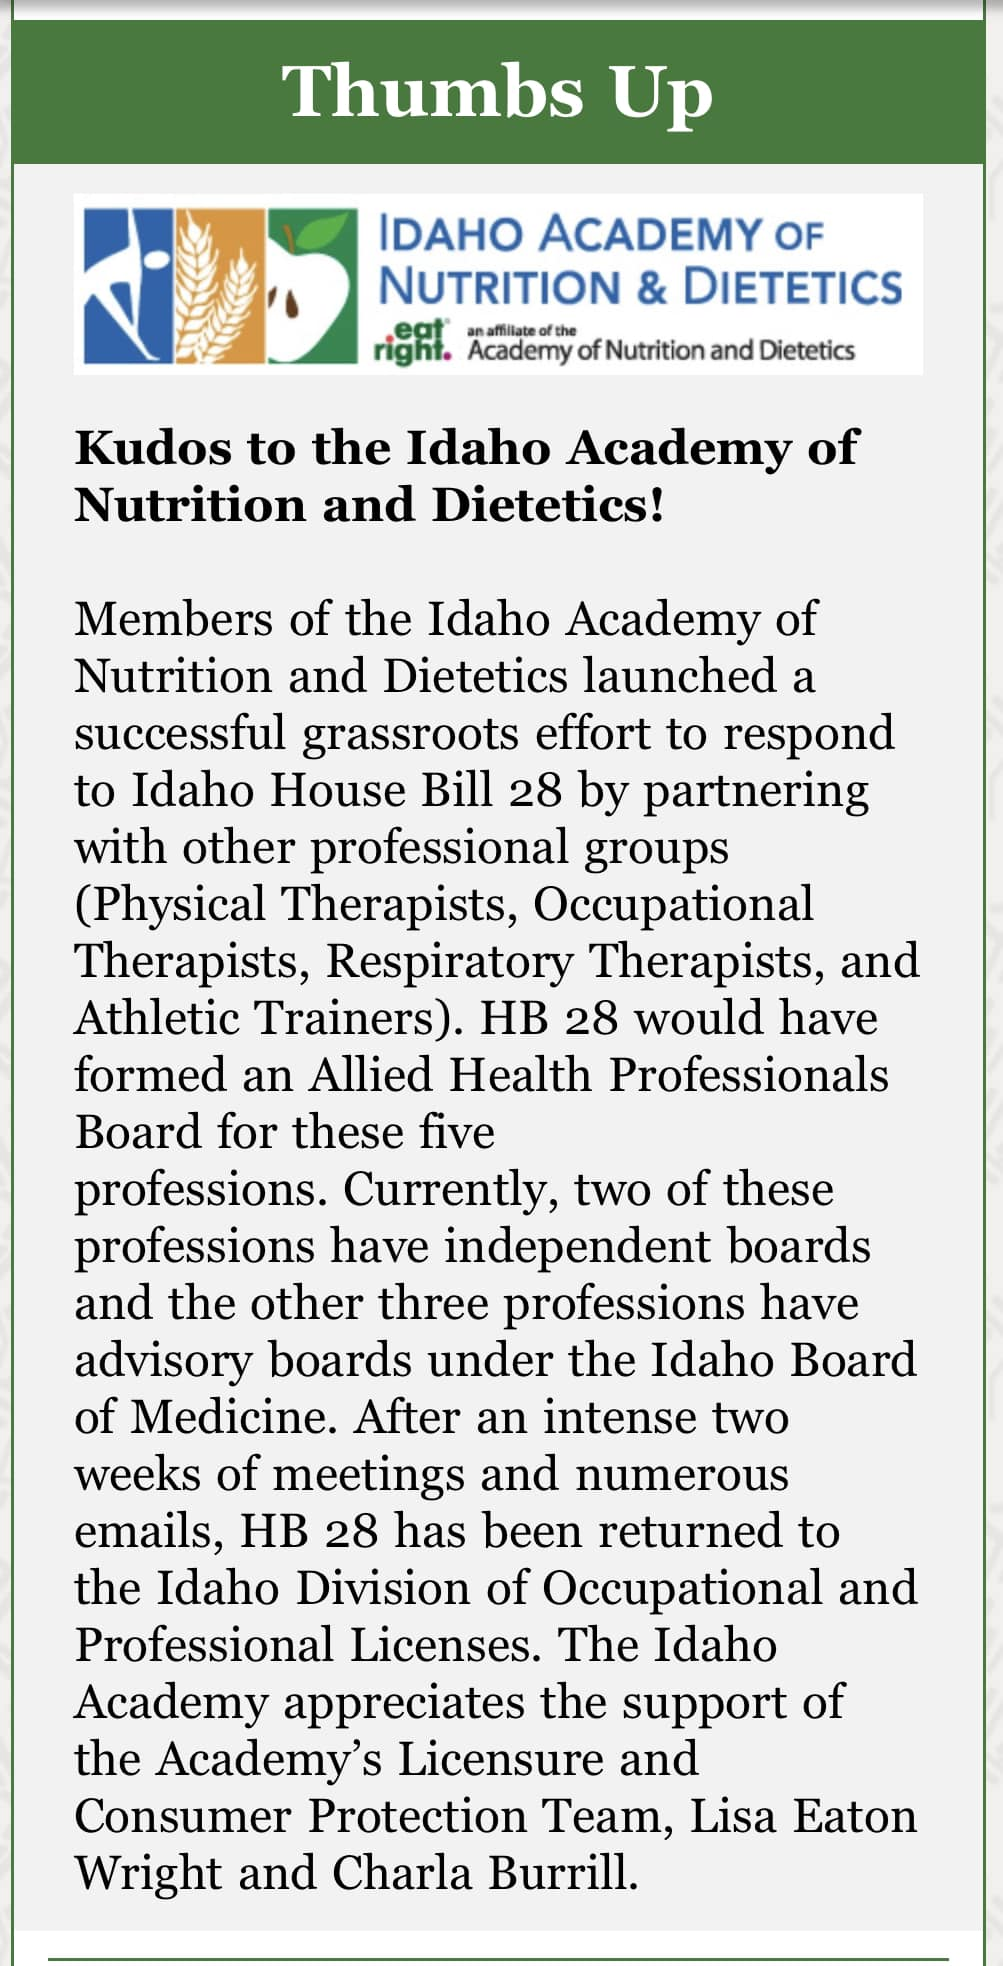 Thumbs Up
IDAHO ACADEMY OF
NUTRITION & DIETETICS
eat
right.
an affiliate of the
Academy of Nutrition and Dietetics
Kudos to the Idaho Academy of
Nutrition and Dietetics!
Members of the Idaho Academy of
Nutrition and Dietetics launched a
successful grassroots effort to respond
to Idaho House Bill 28 by partnering
with other professional groups
(Physical Therapists, Occupational
Therapists, Respiratory Therapists, and
Athletic Trainers). HB 28 would have
formed an Allied Health Professionals
Board for these five
professions. Currently, two of these
professions have independent boards
and the other three professions have
advisory boards under the Idaho Board
of Medicine. After an intense two
weeks of meetings and numerous
emails, HB 28 has been returned to
the Idaho Division of Occupational and
Professional Licenses. The Idaho
Academy appreciates the support of
the Academy’s Licensure and
Consumer Protection Team, Lisa Eaton
Wright and Charla Burrill.